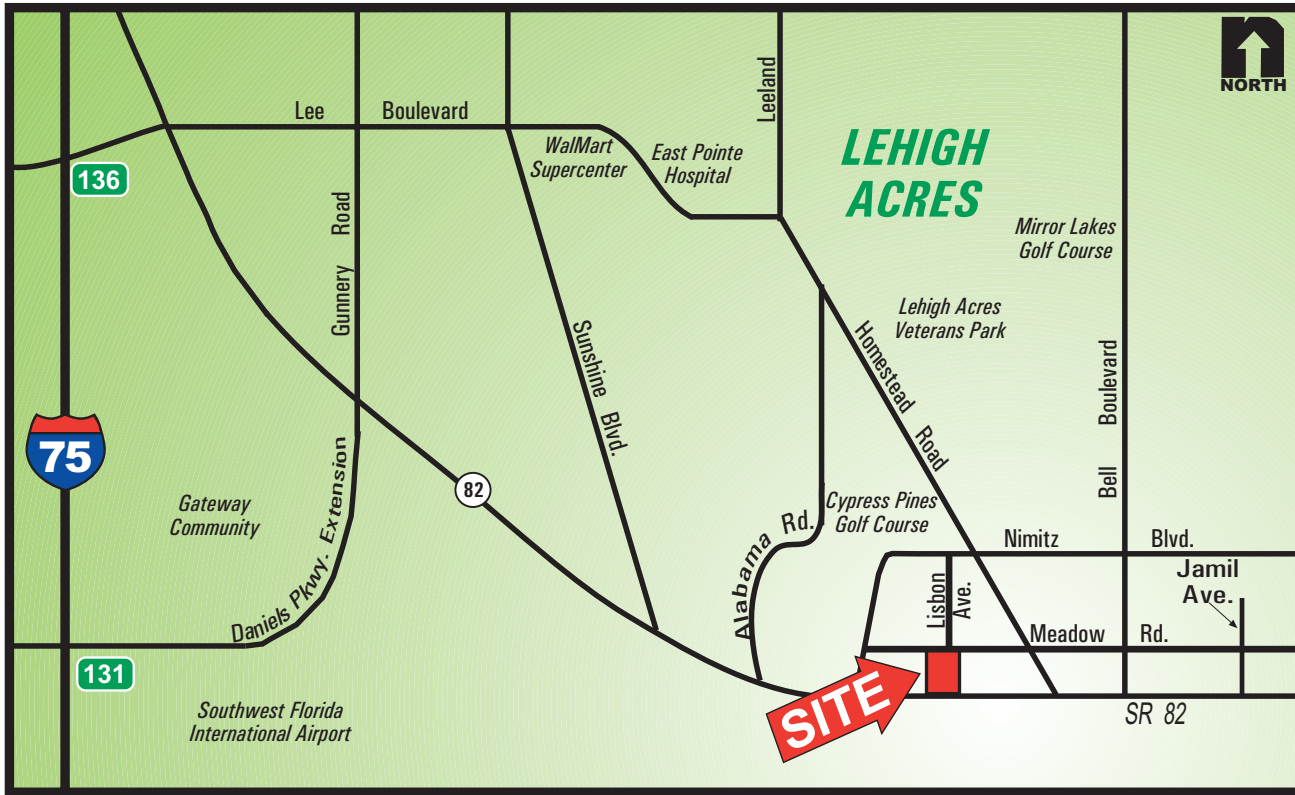 n
NORTH
Lee Boulevard
Leeland
LEHIGH
ACRES
WalMart
Supercenter
East Pointe
Hospital
136
Gunnery Road
Mirror Lakes
Golf Course
Lehigh Acres
Veterans Park
Sunshine Blvd.
Homestead Road
Bell Boulevard
75
82
Gateway
Community
Daniels Pkwy. Extension
Cypress Pines
Golf Course
Alabama Rd.
Nimitz Blvd.
Jamil
Ave.
Lisbon
Ave.
Meadow Rd.
131
SITE
SR 82
Southwest Florida
International Airport